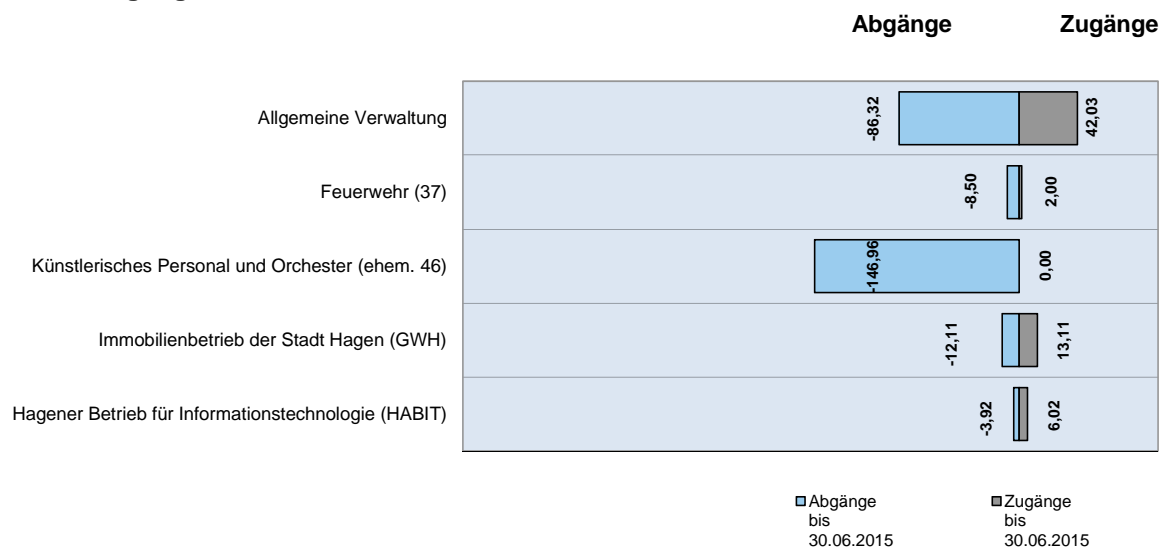 Abgänge Zugänge
Allgemeine Verwaltung
-86,32
42,03
Feuerwehr (37)
-8,50
2,00
Künstlerisches Personal und Orchester (ehem. 46)
-146,96
0,00
Immobilienbetrieb der Stadt Hagen (GWH)
-12,11
13,11
Hagener Betrieb für Informationstechnologie (HABIT)
-3,92
6,02
Abgänge
bis
30.06.2015
Zugänge
bis
30.06.2015